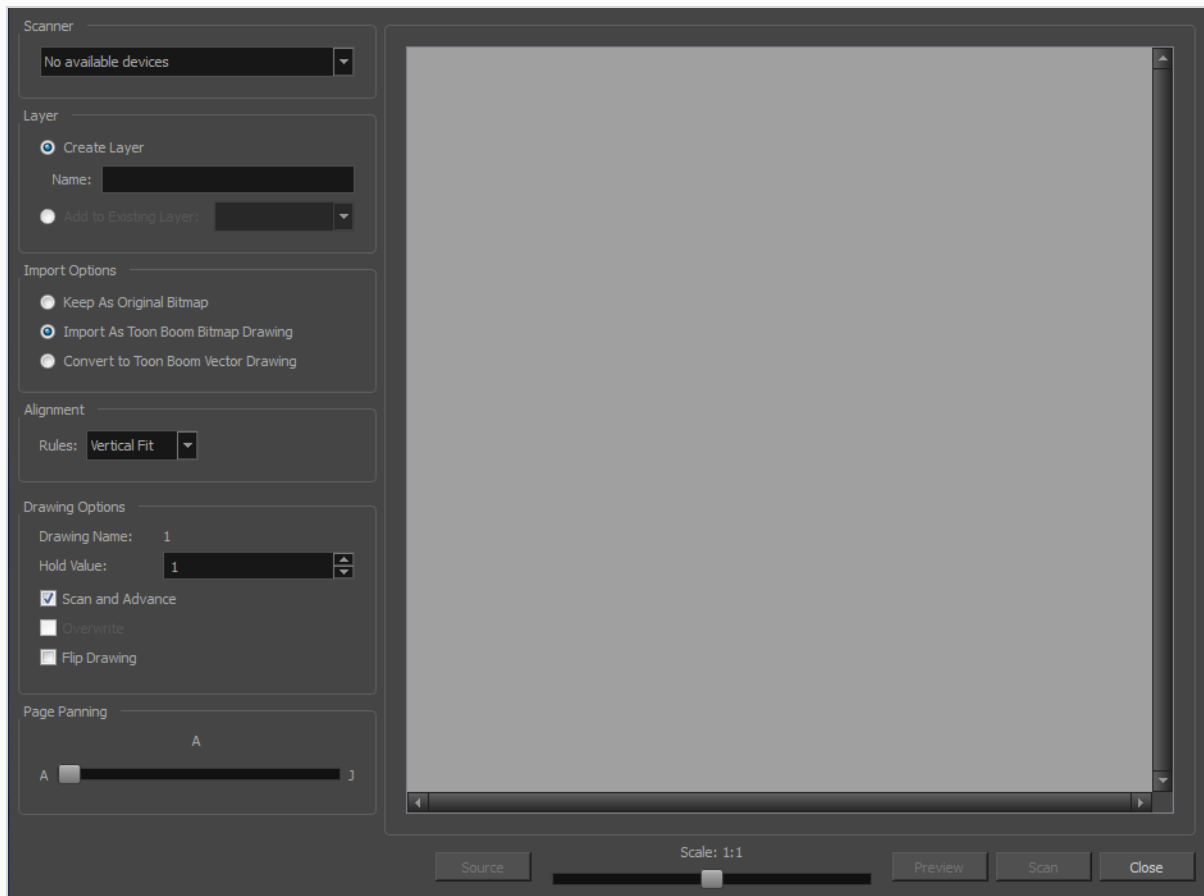 Scanner
No available devices
Layer
Create Layer
Name:
Add to Existing Layer:
Import Options
Keep As Original Bitmap
Import As Toon Boom Bitmap Drawing
Convert to Toon Boom Vector Drawing
Alignment
Rules: Vertical Fit
Drawing Options
Drawing Name: 1
Hold Value: 1
Scan and Advance
Overwrite
Flip Drawing
Page Panning
A
A J
Scale: 1:1
Source Preview Scan Close